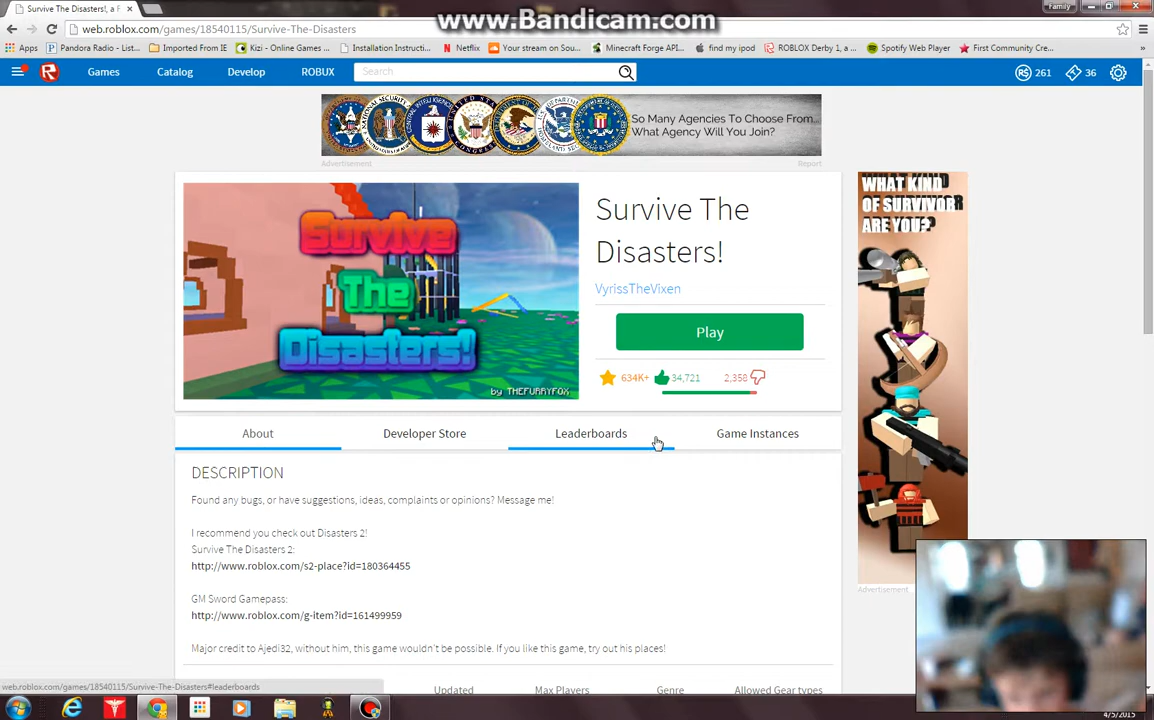 www.Bandicam.com
Survive The Disasters!, a F
Family
web.roblox.com/games/18540115/Survive-The-Disasters
Apps
Pandora Radio - List...
Imported From IE
Kizi - Online Games ...
Installation Instructi...
Netflix
Your stream on Sou...
Minecraft Forge API...
find my ipod
ROBLOX Derby 1, a ...
Spotify Web Player
First Community Cre...
Games
Catalog
Develop
ROBUX
Search
261
36
So Many Agencies To Choose From...
What Agency Will You Join?
Advertisement
Report
Survive
The
Disasters!
by THEFURRYFOX
Survive The
Disasters!
VyrissTheVixen
Play
634K+
34,721
2,358
WHAT KIND
OF SURVIVOR
ARE YOU?
Advertisement
About
Developer Store
Leaderboards
Game Instances
DESCRIPTION
Found any bugs, or have suggestions, ideas, complaints or opinions? Message me!
I recommend you check out Disasters 2!
Survive The Disasters 2:
http://www.roblox.com/s2-place?id=180364455
GM Sword Gamepass:
http://www.roblox.com/g-item?id=161499959
Major credit to Ajedi32, without him, this game wouldn't be possible. If you like this game, try out his places!
Updated
Max Players
Genre
Allowed Gear types
web.roblox.com/games/18540115/Survive-The-Disasters#leaderboards
4/5/2015